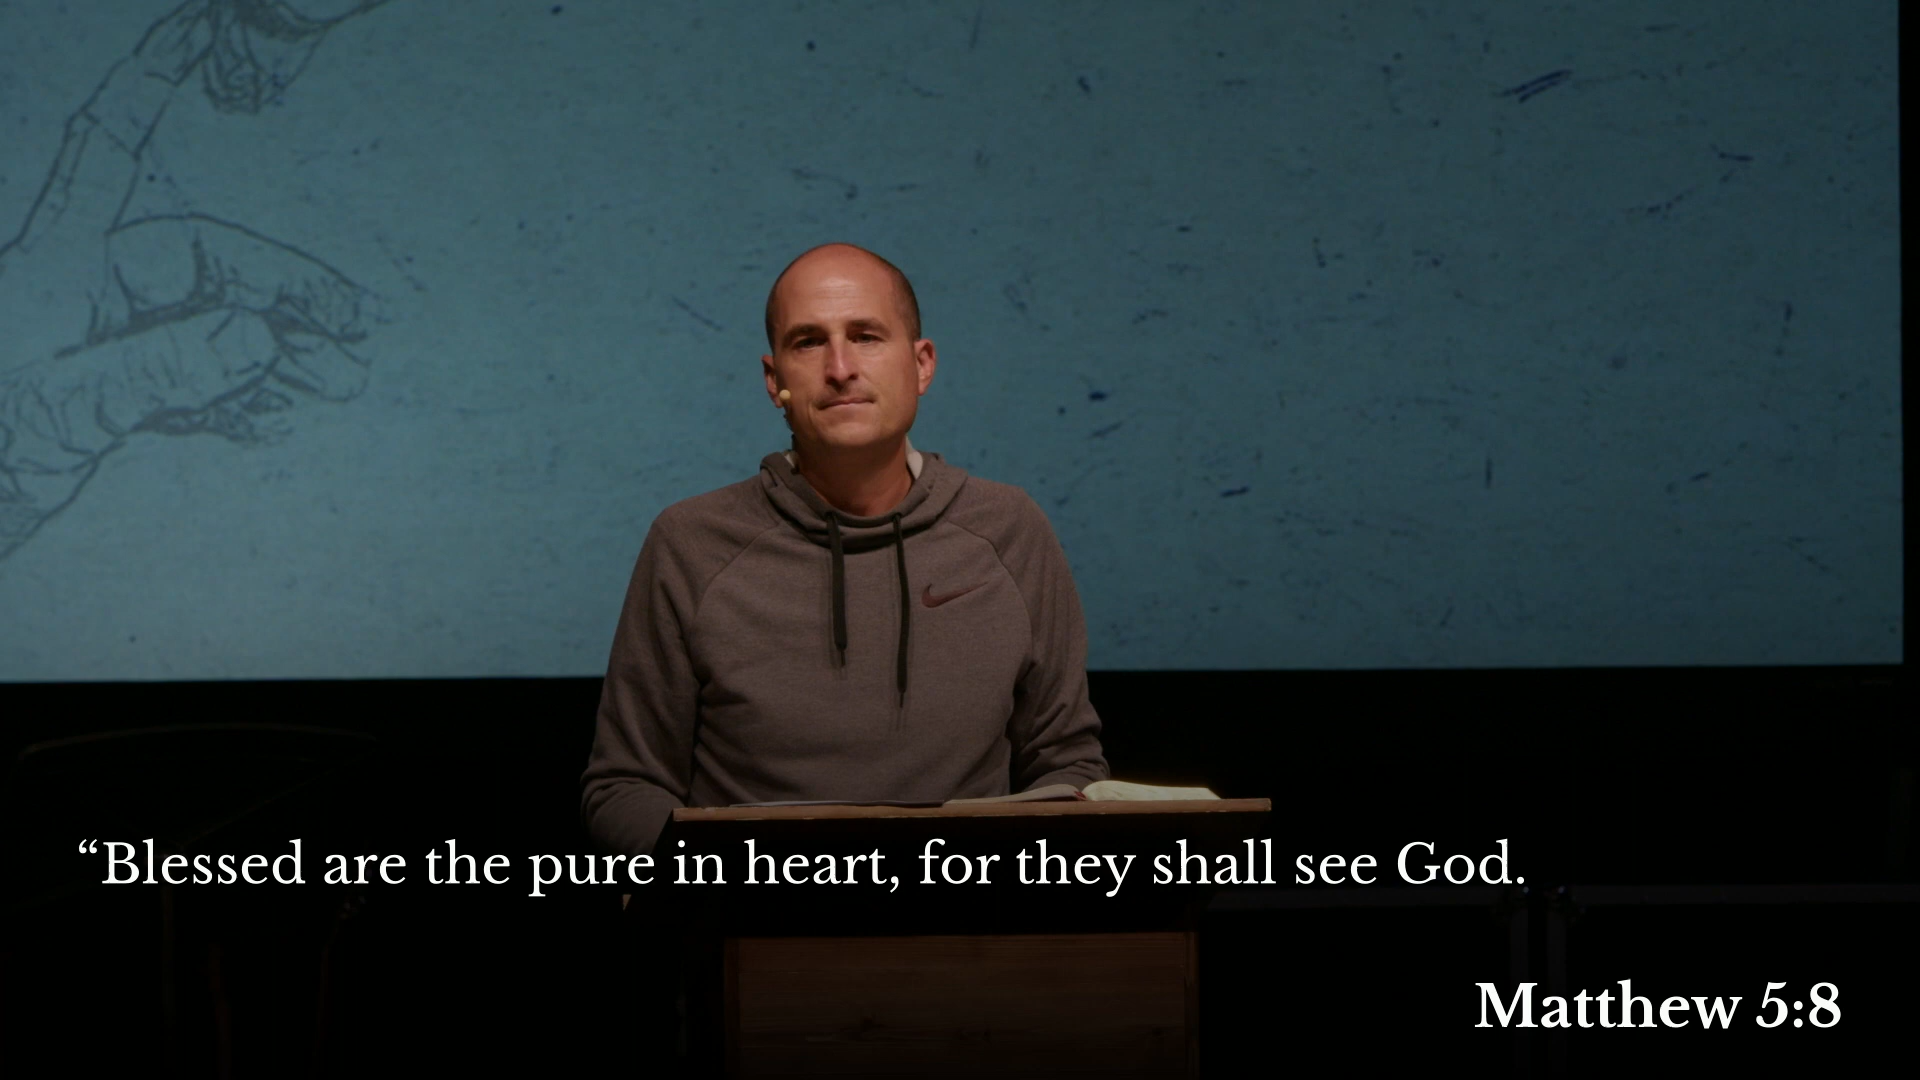 “Blessed are the pure in heart, for they shall see God.
Matthew 5:8